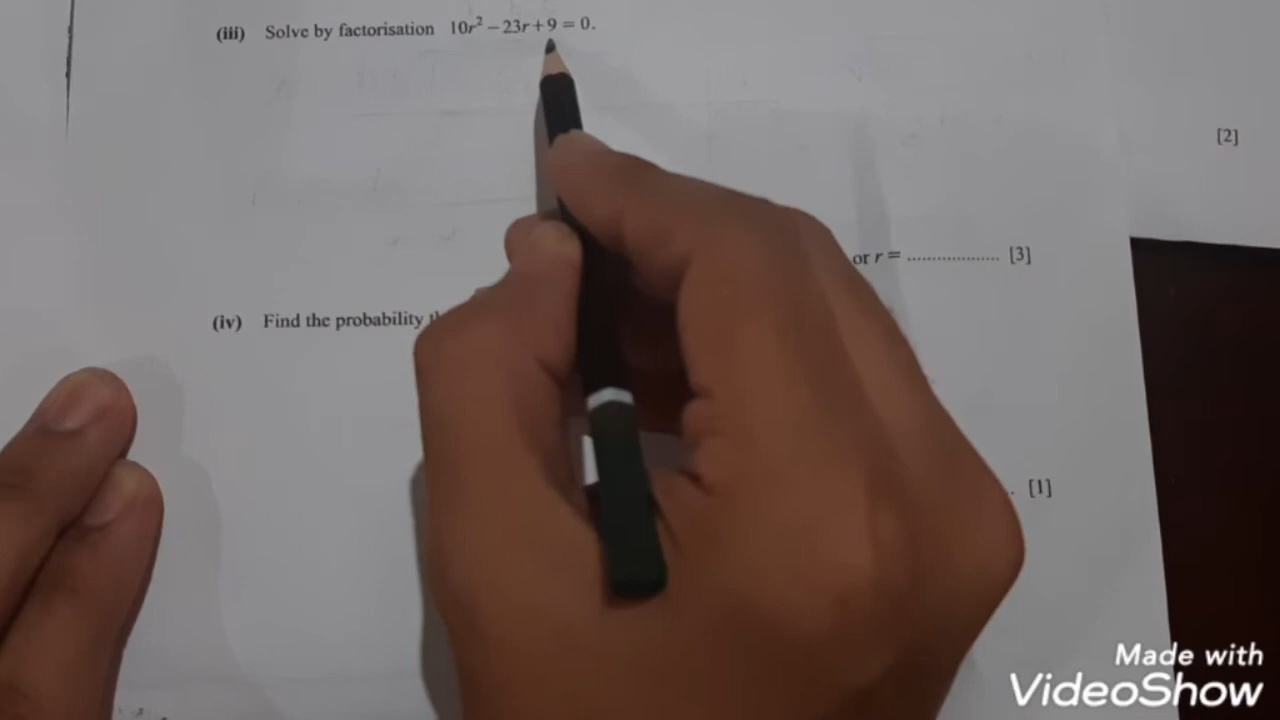 (iii) Solve by factorisation 10r² − 23r + 9 = 0.
[2]
or r = .................. [3]
(iv) Find the probability
. [1]
Made with
VideoShow